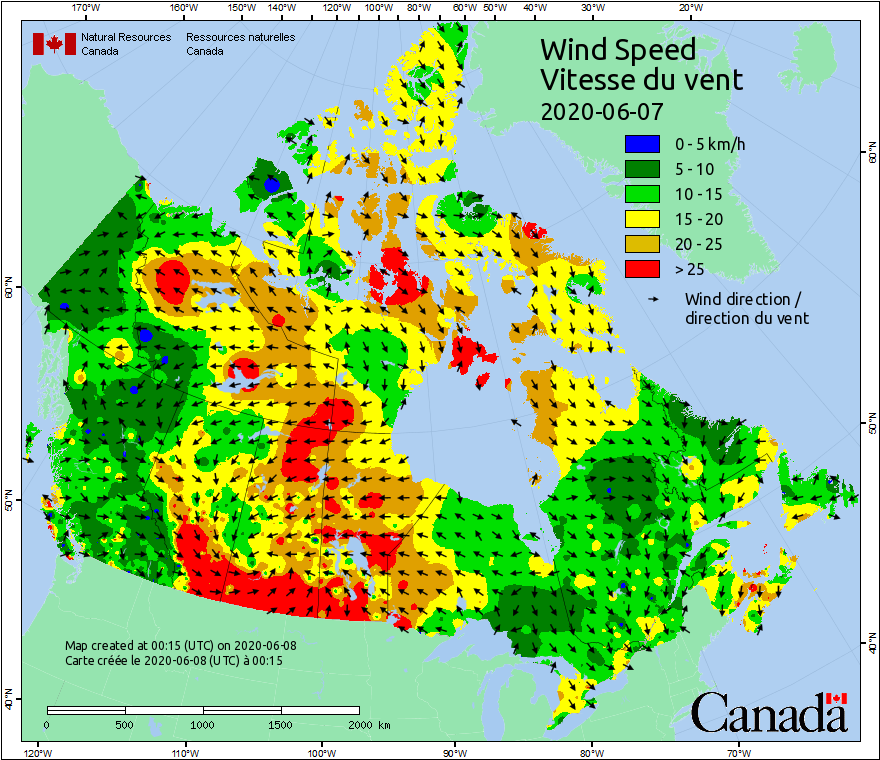 170°W 160°W 150°W 140°W 130°W 120°W 110°W 100°W 90°W 80°W 70°W 60°W 50°W 40°W 30°W 20°W
Natural Resources Canada
Ressources naturelles Canada
Wind Speed
Vitesse du vent
2020-06-07
0 - 5 km/h
5 - 10
10 - 15
15 - 20
20 - 25
> 25
Wind direction /
direction du vent
60°N
60°N
50°N
50°N
40°N
40°N
Map created at 00:15 (UTC) on 2020-06-08
Carte créée le 2020-06-08 (UTC) à 00:15
0 500 1000 1500 2000 km
Canada
120°W 110°W 100°W 90°W 80°W 70°W